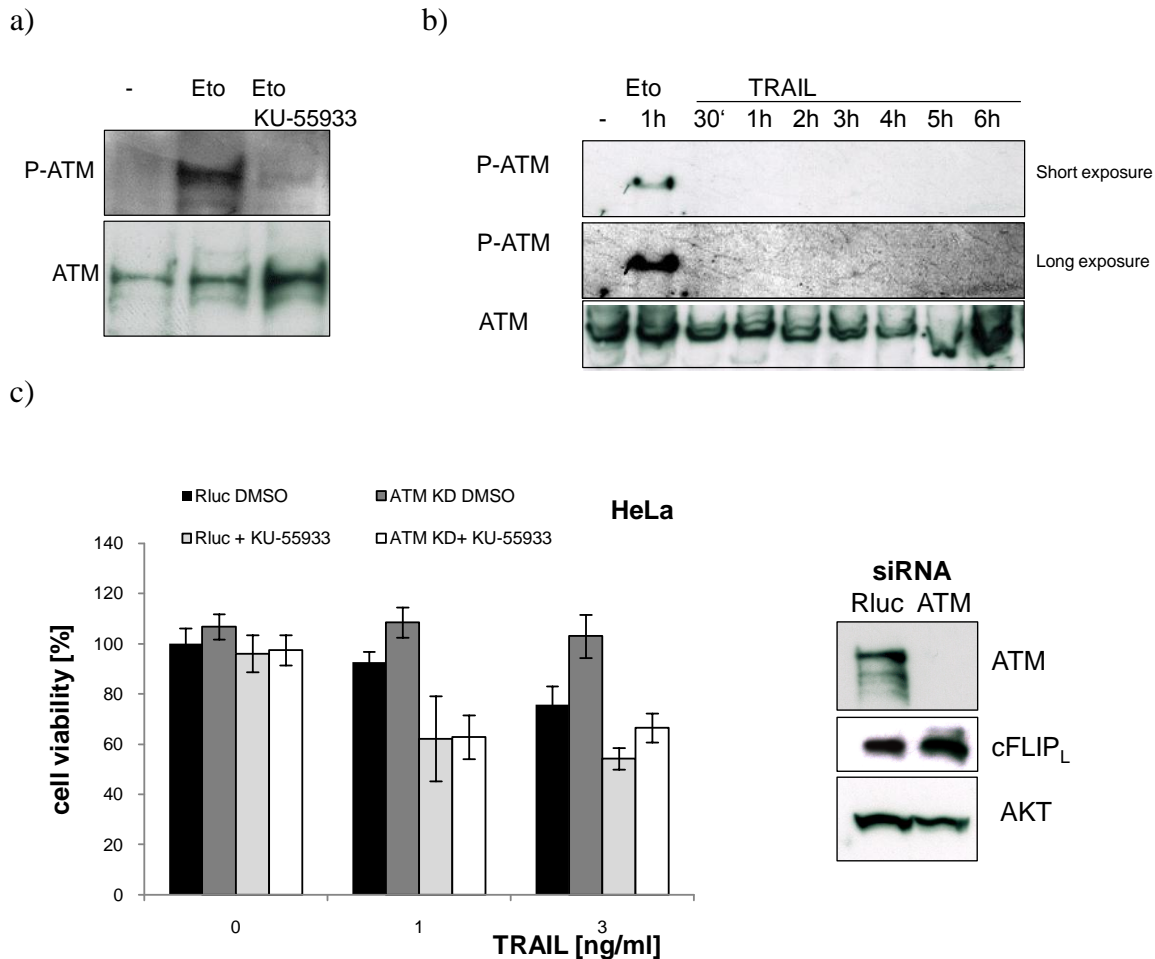 a)
- Eto Eto
KU-55933
P-ATM
ATM
b)
Eto TRAIL
- 1h 30‘ 1h 2h 3h 4h 5h 6h
P-ATM Short exposure
P-ATM Long exposure
ATM
c)
Rluc DMSO ATM KD DMSO
Rluc + KU-55933 ATM KD+ KU-55933
HeLa
cell viability [%]
140
120
100
80
60
40
20
0
0 1 3
TRAIL [ng/ml]
siRNA
Rluc ATM
ATM
cFLIPL
AKT